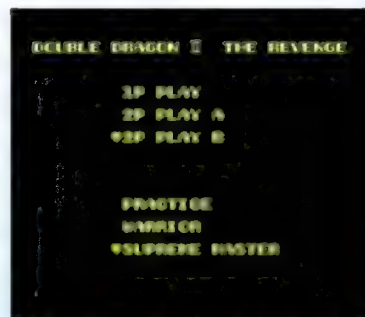 DOUBLE DRAGON II THE REVENGE
1P PLAY
2P PLAY A
♥2P PLAY B
PRACTICE
WARRIOR
♥SUPREME MASTER